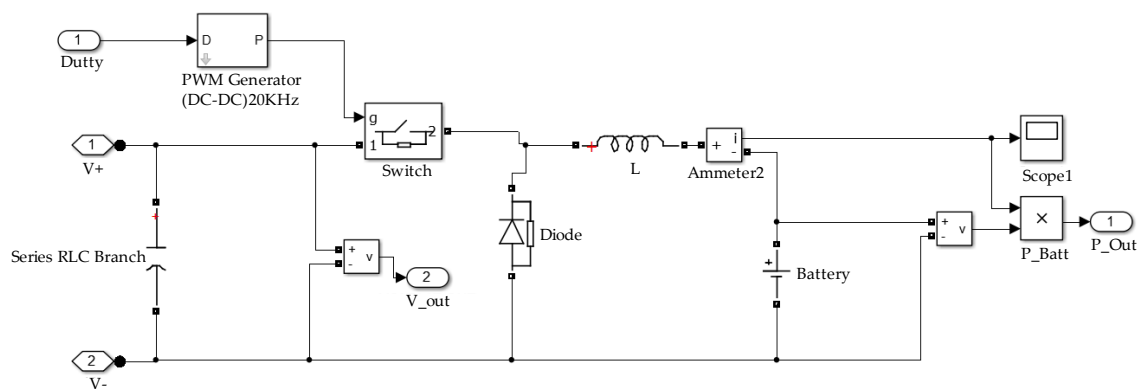 1
Dutty
D
P
PWM Generator
(DC-DC)20KHz
g
1
2
Switch
1
V+
L
+
i
-
Ammeter2
Scope1
Series RLC Branch
+
-
v
2
V_out
Diode
+
Battery
+
-
v
×
P_Batt
1
P_Out
2
V-